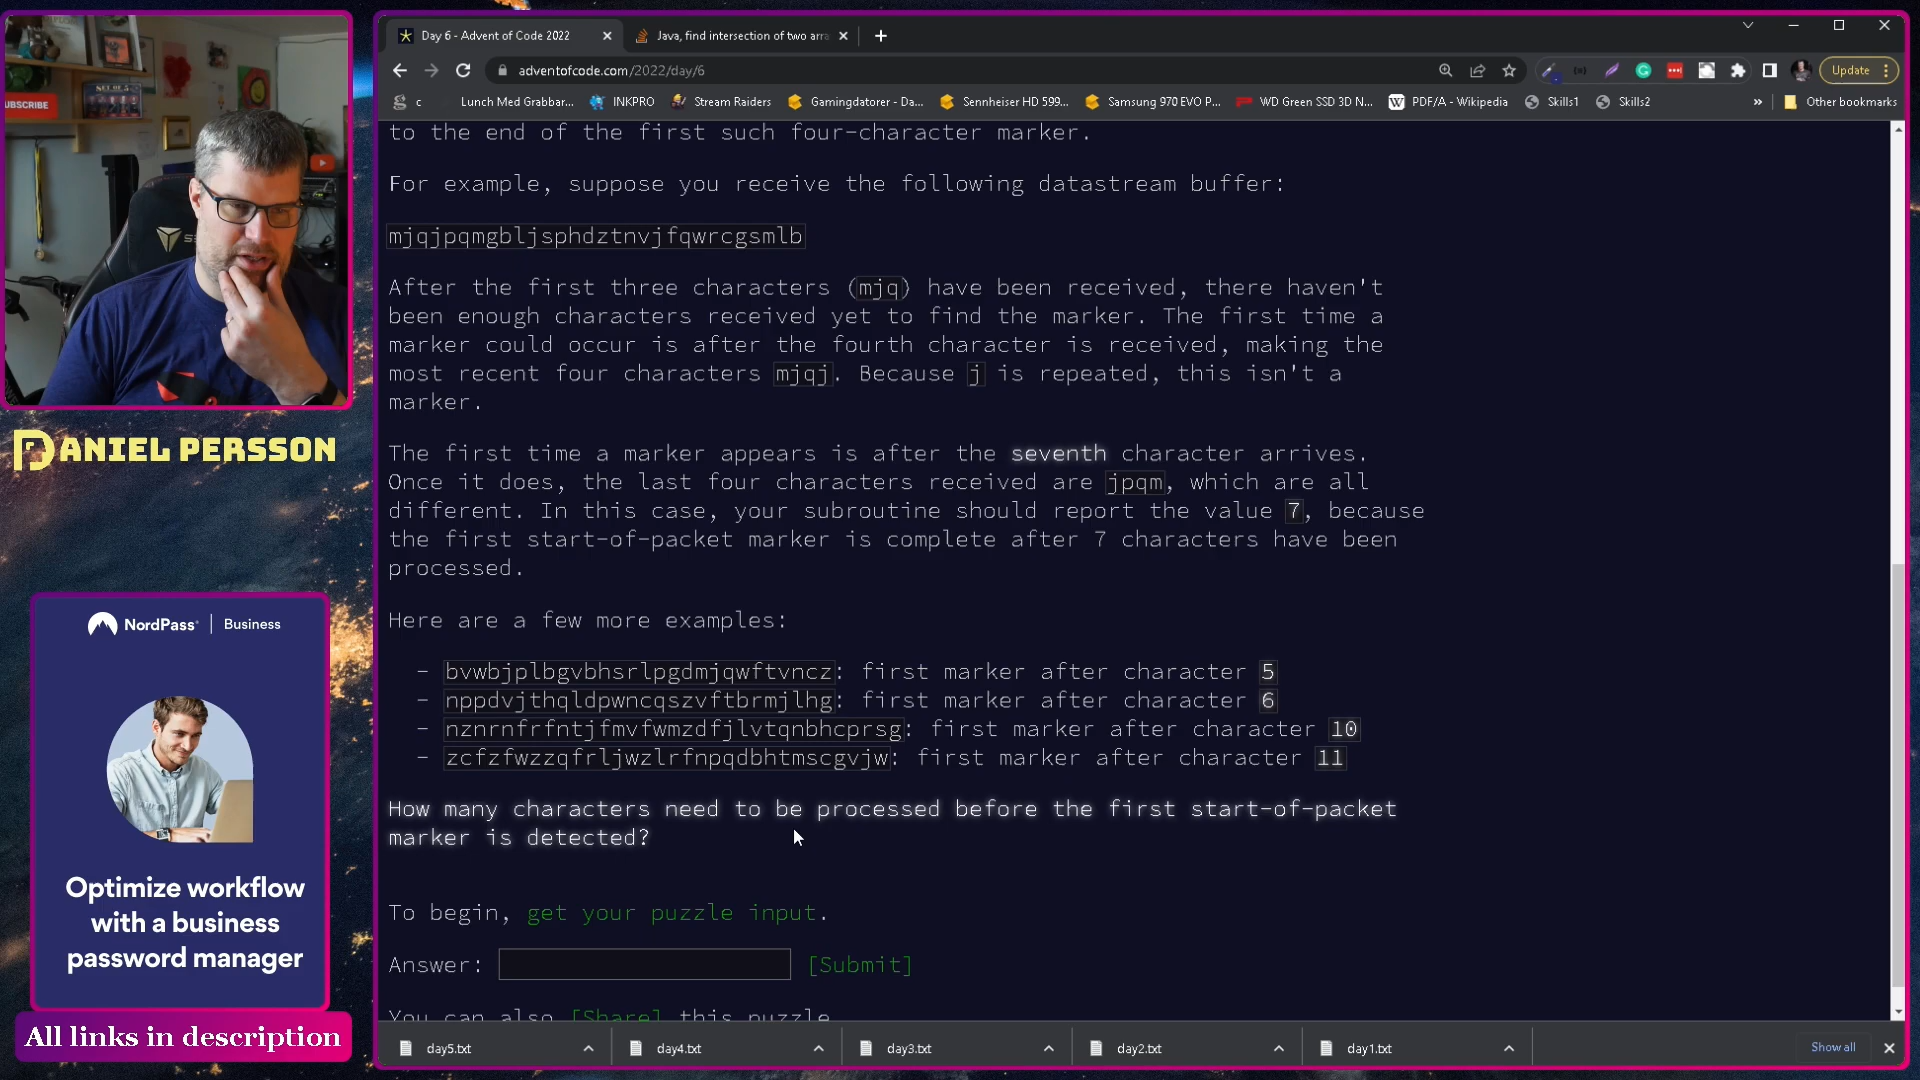 Day 6 - Advent of Code 2022
Java, find intersection of two arra
adventofcode.com/2022/day/6
Update
c
Lunch Med Grabbar...
INKPRO
Stream Raiders
Gamingdatorer - Da...
Sennheiser HD 599...
Samsung 970 EVO P...
WD Green SSD 3D N...
PDF/A - Wikipedia
Skills1
Skills2
»
Other bookmarks
SET OF 5
UBSCRIBE
to the end of the first such four-character marker.
For example, suppose you receive the following datastream buffer:
mjqjpqmgbljsphdztnvjfqwrcgsmlb
After the first three characters (mjq) have been received, there haven't
been enough characters received yet to find the marker. The first time a
marker could occur is after the fourth character is received, making the
most recent four characters mjqj. Because j is repeated, this isn't a
marker.
The first time a marker appears is after the seventh character arrives.
Once it does, the last four characters received are jpqm, which are all
different. In this case, your subroutine should report the value 7, because
the first start-of-packet marker is complete after 7 characters have been
processed.
Here are a few more examples:
- bvwbjplbgvbhsrlpgdmjqwftvncz: first marker after character 5
- nppdvjthqldpwncqszvftbrmjlhg: first marker after character 6
- nznrnfrfntjfmvfwmzdfjlvtqnbhcprsg: first marker after character 10
- zcfzfwzzqfrljwzlrfnpqdbhtmscgvjw: first marker after character 11
How many characters need to be processed before the first start-of-packet
marker is detected?
To begin, get your puzzle input.
Answer: [Submit]
You can also [Share] this puzzle.
day5.txt
day4.txt
day3.txt
day2.txt
day1.txt
Show all
DANIEL PERSSON
NordPass | Business
Optimize workflow
with a business
password manager
All links in description